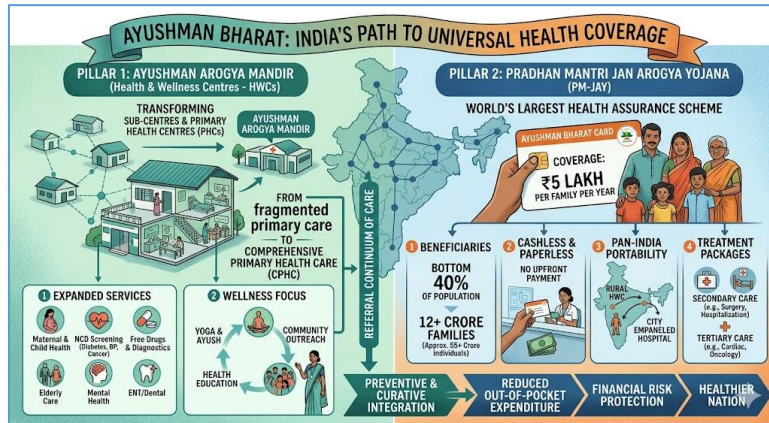 AYUSHMAN BHARAT: INDIA'S PATH TO UNIVERSAL HEALTH COVERAGE
PILLAR 1: AYUSHMAN AROGYA MANDIR
(Health & Wellness Centres - HWCs)
TRANSFORMING
SUB-CENTRES & PRIMARY
HEALTH CENTRES (PHCs)
AYUSHMAN
AROGYA MANDIR
FROM
fragmented
primary care
TO
COMPREHENSIVE
PRIMARY HEALTH CARE (CPHC)
1 EXPANDED SERVICES
Maternal &
Child Health
NCD Screening
(Diabetes, BP,
Cancer)
Free Drugs
& Diagnostics
Elderly
Care
Mental
Health
ENT/Dental
2 WELLNESS FOCUS
YOGA &
AYUSH
COMMUNITY
OUTREACH
HEALTH
EDUCATION
REFERRAL CONTINUUM OF CARE
PILLAR 2: PRADHAN MANTRI JAN AROGYA YOJANA
(PM-JAY)
WORLD'S LARGEST HEALTH ASSURANCE SCHEME
AYUSHMAN BHARAT CARD
COVERAGE:
₹5 LAKH
PER FAMILY PER YEAR
1 BENEFICIARIES
BOTTOM
40%
OF POPULATION
12+ CRORE
FAMILIES
(Approx. 55+ Crore
individuals)
2 CASHLESS &
PAPERLESS
NO UPFRONT
PAYMENT
3 PAN-INDIA
PORTABILITY
RURAL
HWC
CITY
EMPANELED
HOSPITAL
4 TREATMENT
PACKAGES
SECONDARY CARE
(e.g., Surgery,
Hospitalization)
TERTIARY CARE
(e.g., Cardiac,
Oncology)
PREVENTIVE &
CURATIVE
INTEGRATION
REDUCED
OUT-OF-POCKET
EXPENDITURE
FINANCIAL RISK
PROTECTION
HEALTHIER
NATION